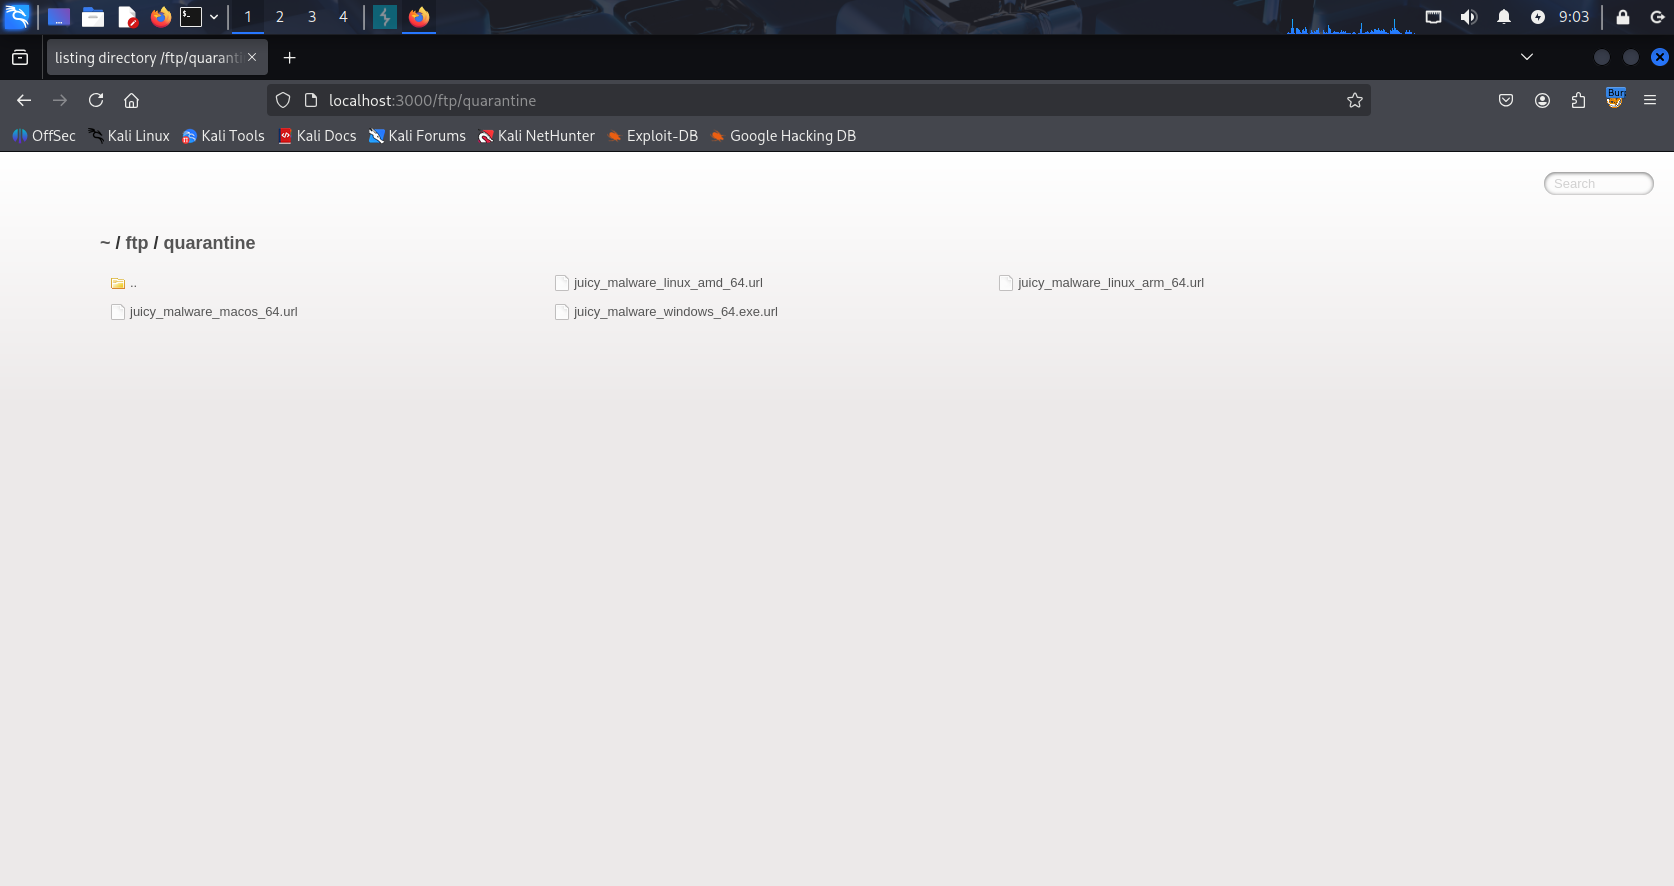 1 2 3 4 9:03
listing directory /ftp/quaranti
localhost:3000/ftp/quarantine
OffSec Kali Linux Kali Tools Kali Docs Kali Forums Kali NetHunter Exploit-DB Google Hacking DB
Search
~ / ftp / quarantine
.. juicy_malware_linux_amd_64.url juicy_malware_linux_arm_64.url
juicy_malware_macos_64.url juicy_malware_windows_64.exe.url